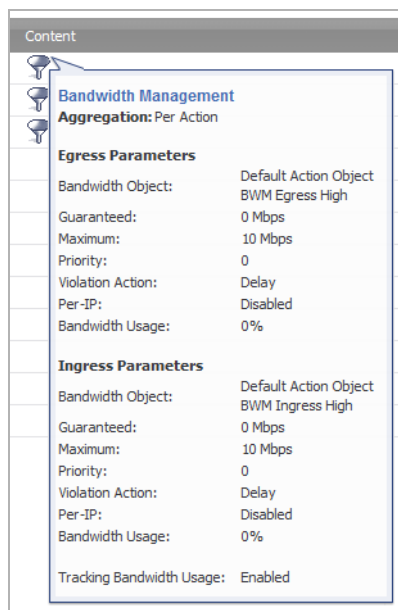 Content
Bandwidth Management
Aggregation: Per Action
Egress Parameters
Bandwidth Object: Default Action Object
BWM Egress High
Guaranteed: 0 Mbps
Maximum: 10 Mbps
Priority: 0
Violation Action: Delay
Per-IP: Disabled
Bandwidth Usage: 0%
Ingress Parameters
Bandwidth Object: Default Action Object
BWM Ingress High
Guaranteed: 0 Mbps
Maximum: 10 Mbps
Priority: 0
Violation Action: Delay
Per-IP: Disabled
Bandwidth Usage: 0%
Tracking Bandwidth Usage: Enabled